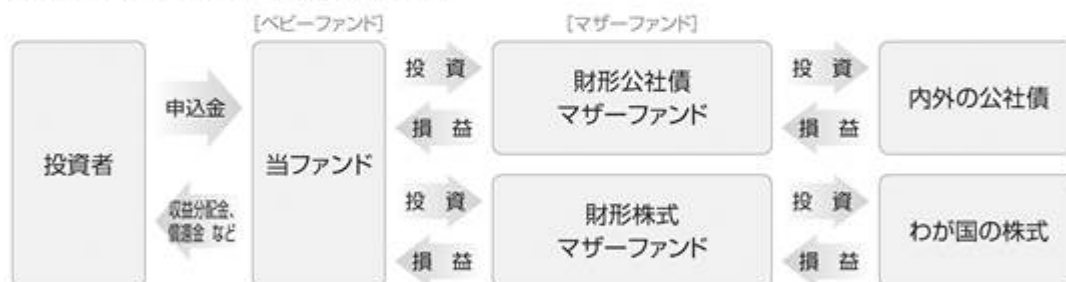 [ベビーファンド]
[マザーファンド]
投資者
申込金
収益分配金、
償還金 など
当ファンド
投 資
損 益
財形公社債
マザーファンド
投 資
損 益
内外の公社債
投 資
損 益
財形株式
マザーファンド
投 資
損 益
わが国の株式